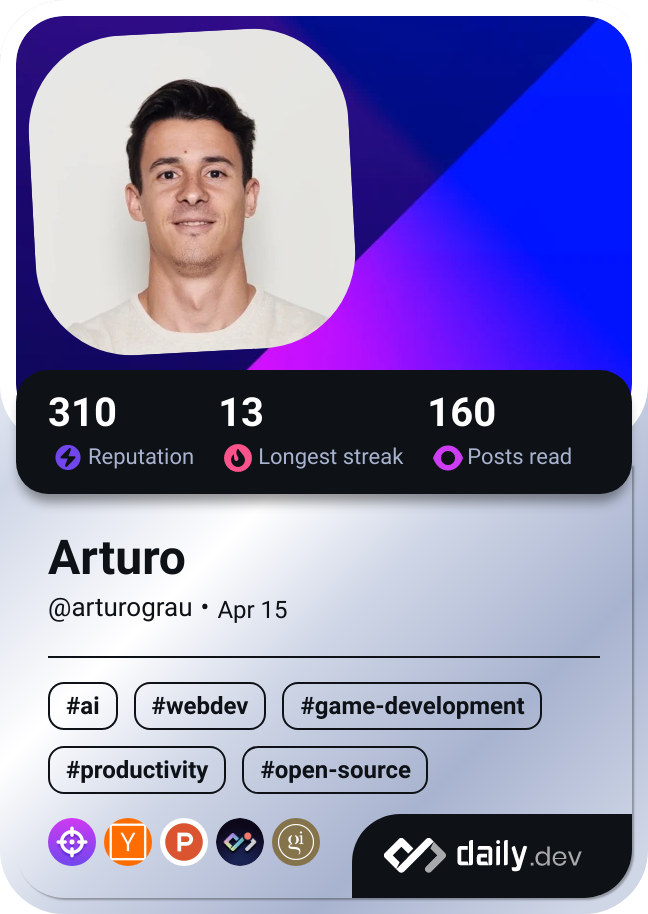 310 13 160
Reputation Longest streak Posts read
Arturo
@arturograu • Apr 15
#ai #webdev #game-development
#productivity #open-source
Y P gi
daily.dev